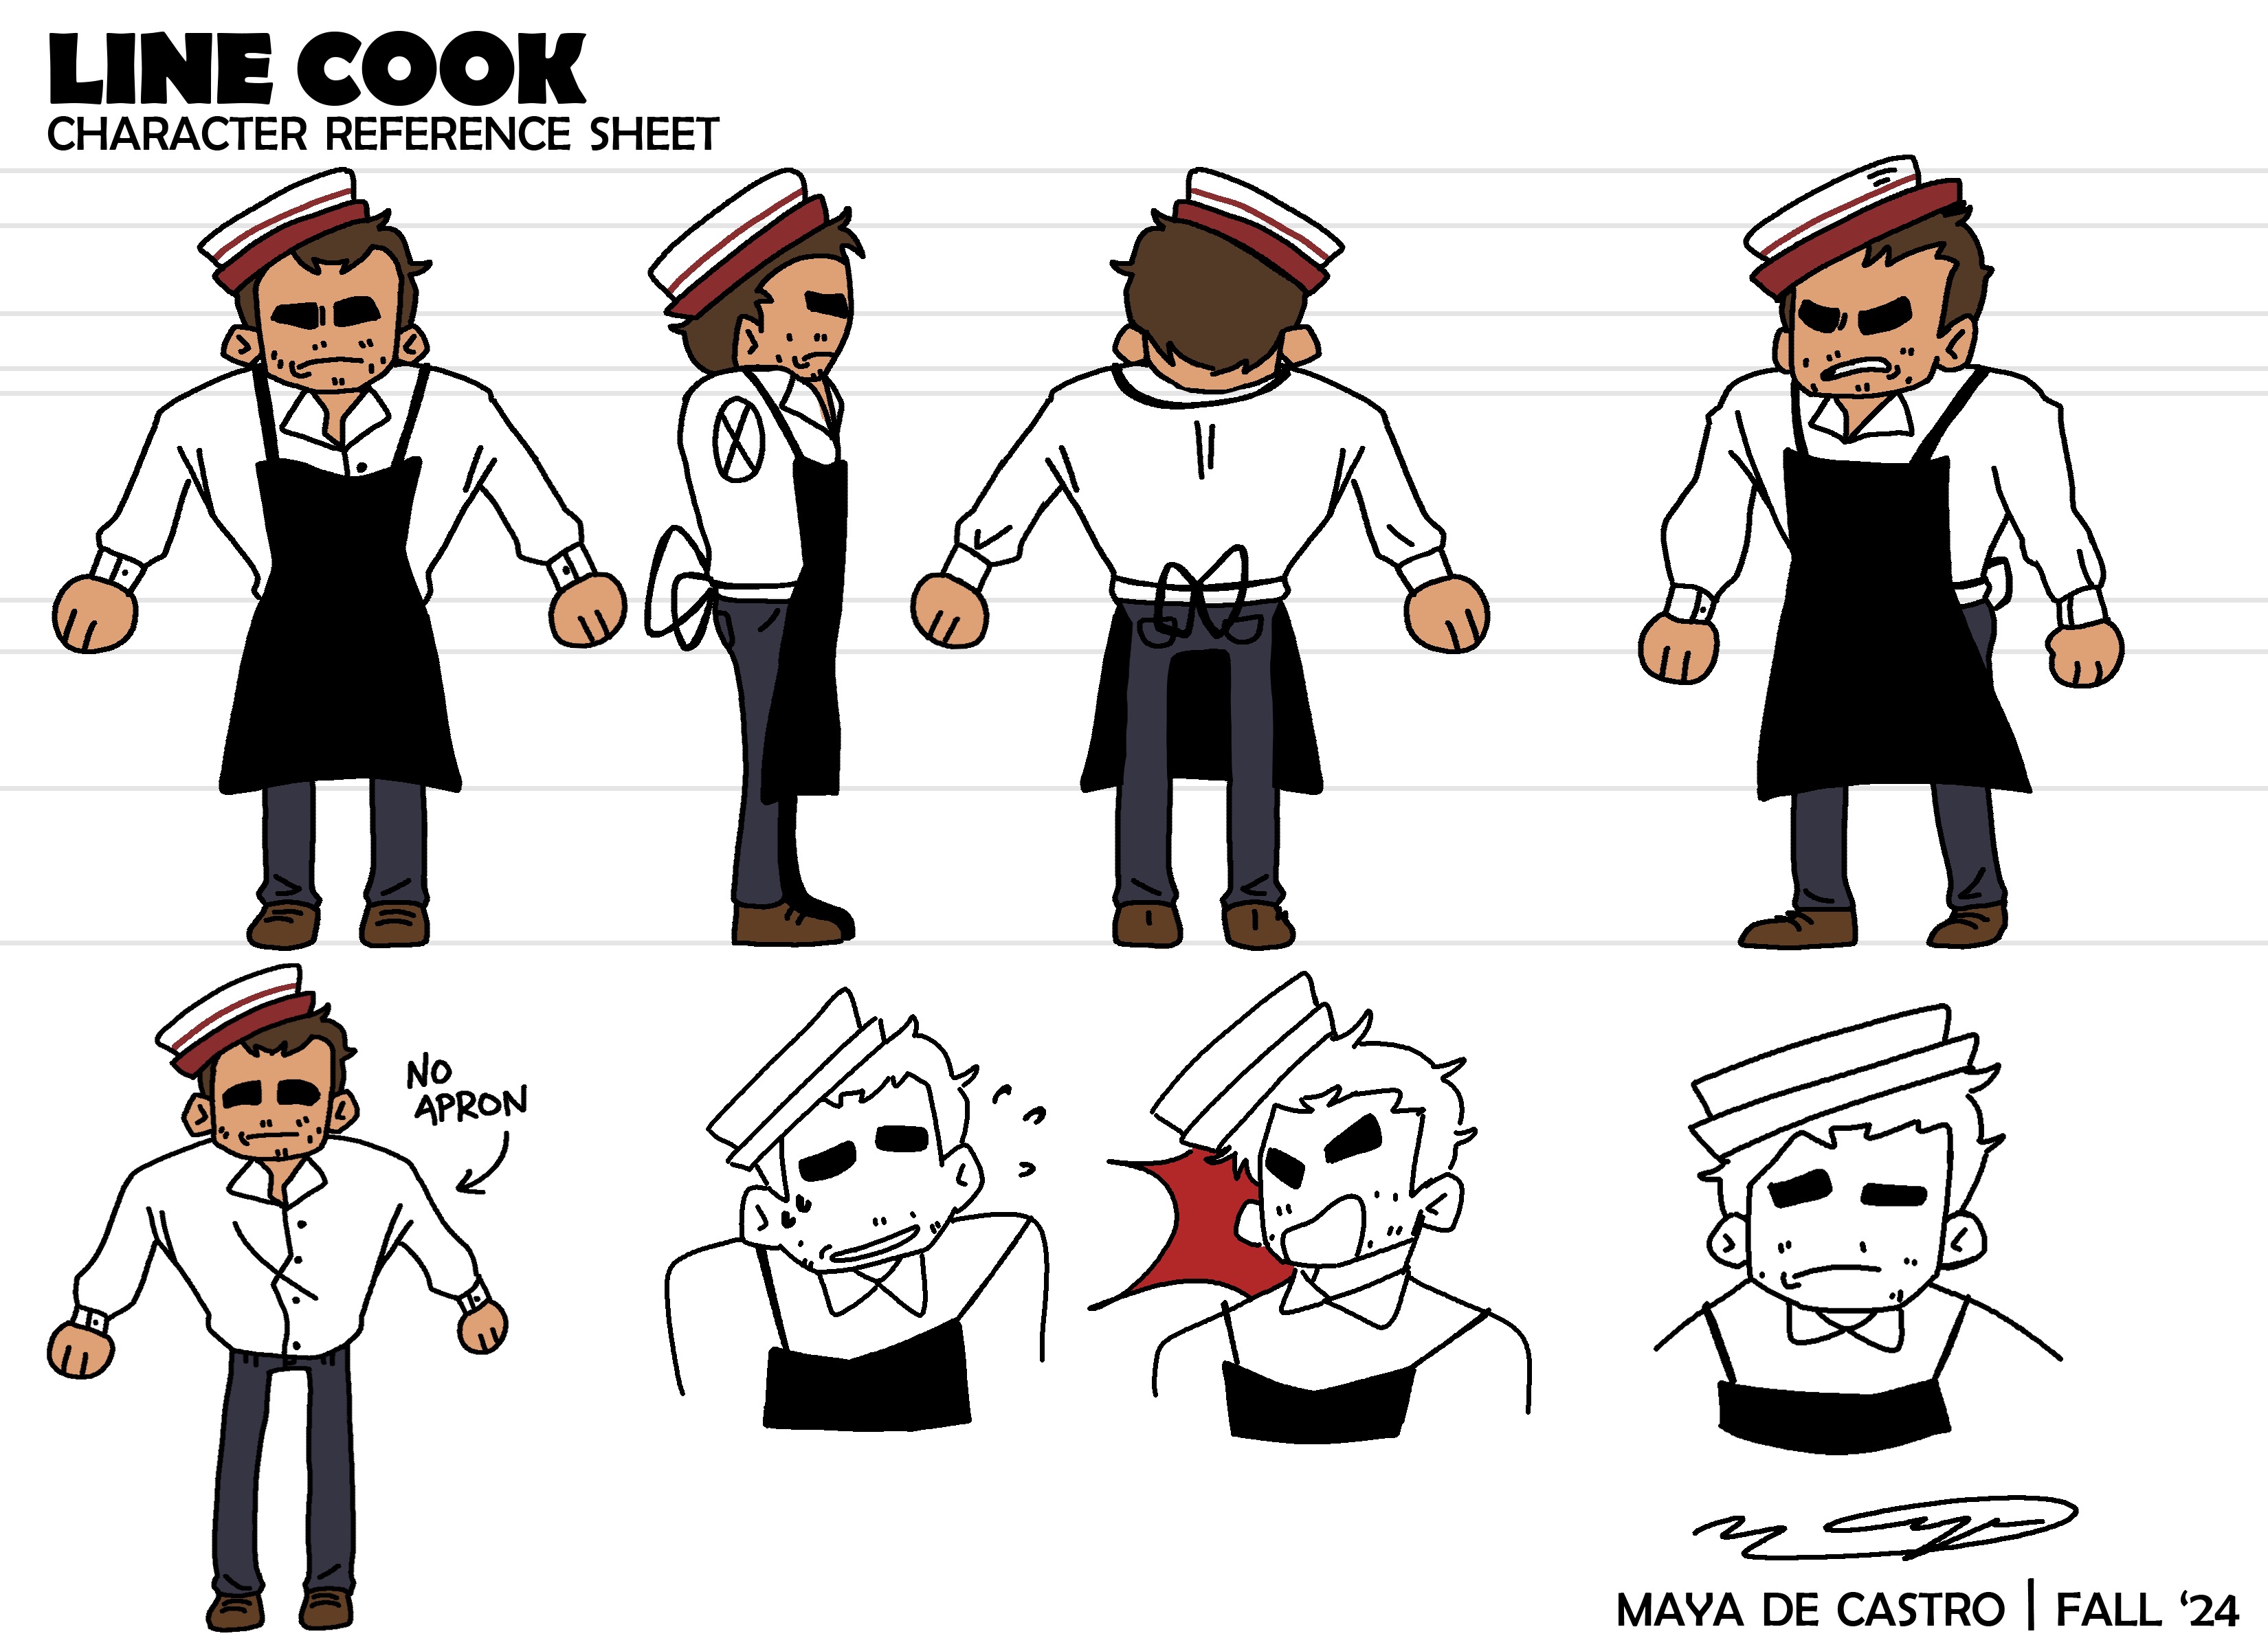 LINE COOK
CHARACTER REFERENCE SHEET
NO
APRON
MAYA DE CASTRO | FALL ‘24